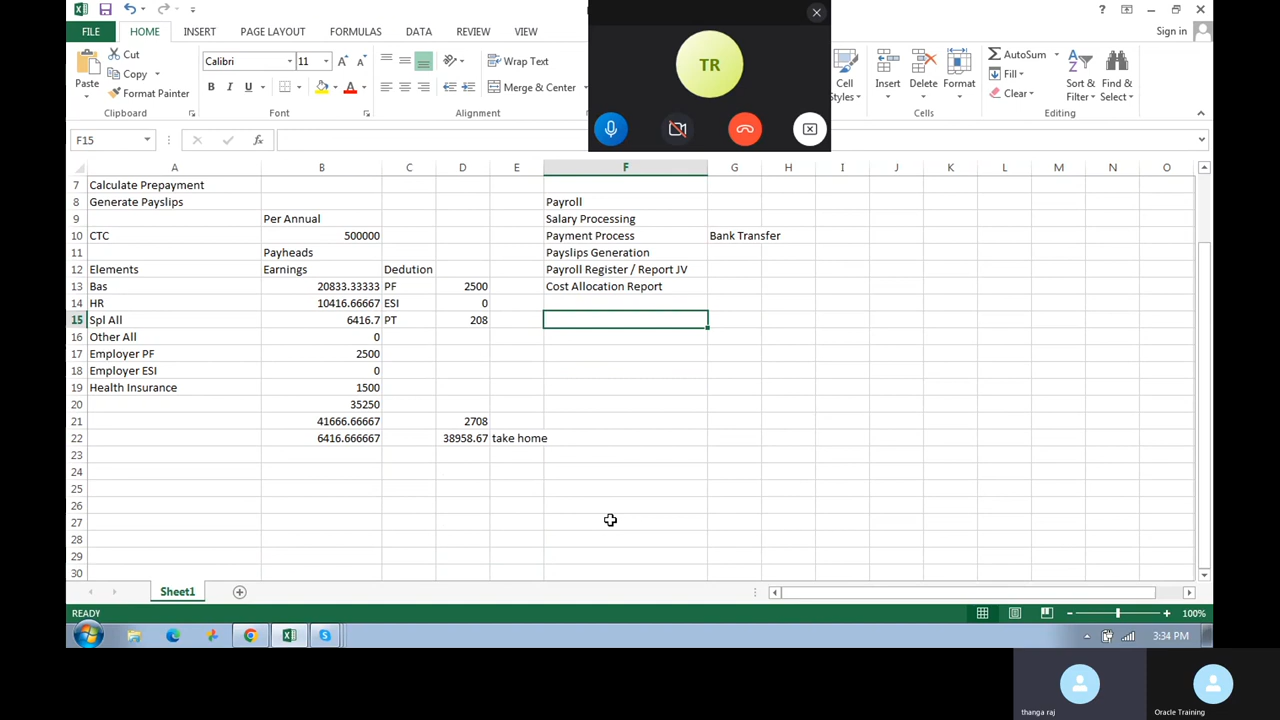 FILE HOME INSERT PAGE LAYOUT FORMULAS DATA REVIEW VIEW
? Sign in
TR
Paste Cut
Copy
Format Painter
Clipboard
Calibri 11
B I U
Font
Wrap Text
Merge & Center
Alignment
Cell Styles
Insert Delete Format
Cells
AutoSum
Fill
Clear
Sort & Filter
Find & Select
Editing
F15 fx
A B C D E F G H I J K L M N O
7 Calculate Prepayment
8 Generate Payslips Payroll
9 Per Annual Salary Processing
10 CTC 500000 Payment Process Bank Transfer
11 Payheads Payslips Generation
12 Elements Earnings Dedution Payroll Register / Report JV
13 Bas 20833.33333 PF 2500 Cost Allocation Report
14 HR 10416.66667 ESI 0
15 Spl All 6416.7 PT 208
16 Other All 0
17 Employer PF 2500
18 Employer ESI 0
19 Health Insurance 1500
20 35250
21 41666.66667 2708
22 6416.666667 38958.67 take home
23
24
25
26
27
28
29
30
Sheet1
READY 100%
3:34 PM
thanga raj Oracle Training